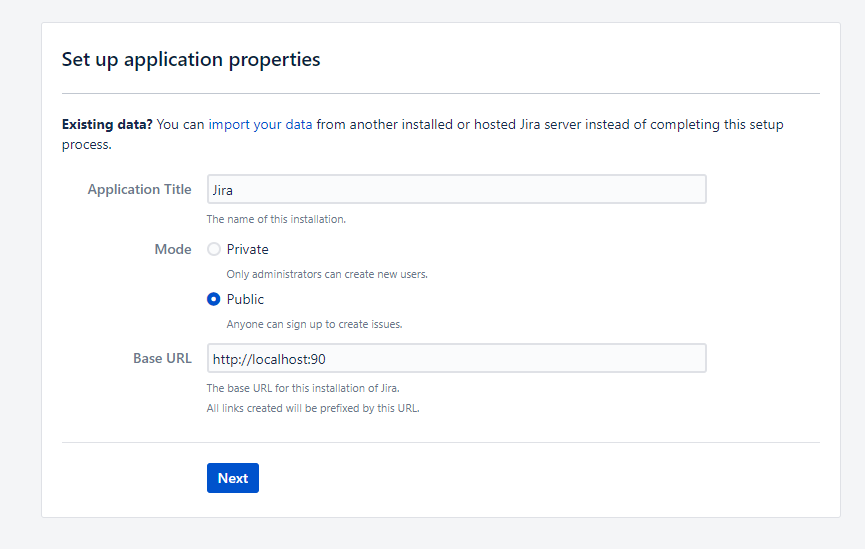 Set up application properties
Existing data? You can import your data from another installed or hosted Jira server instead of completing this setup
process.
Application Title
Jira
The name of this installation.
Mode
Private
Only administrators can create new users.
Public
Anyone can sign up to create issues.
Base URL
http://localhost:90
The base URL for this installation of Jira.
All links created will be prefixed by this URL.
Next